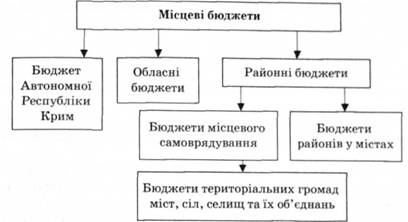 Місцеві бюджети
Бюджет
Автономної
Республіки
Крим
Обласні
бюджети
Районні бюджети
Бюджети місцевого
самоврядування
Бюджети
районів у містах
Бюджети територіальних громад
міст, сіл, селищ та їх об’єднань